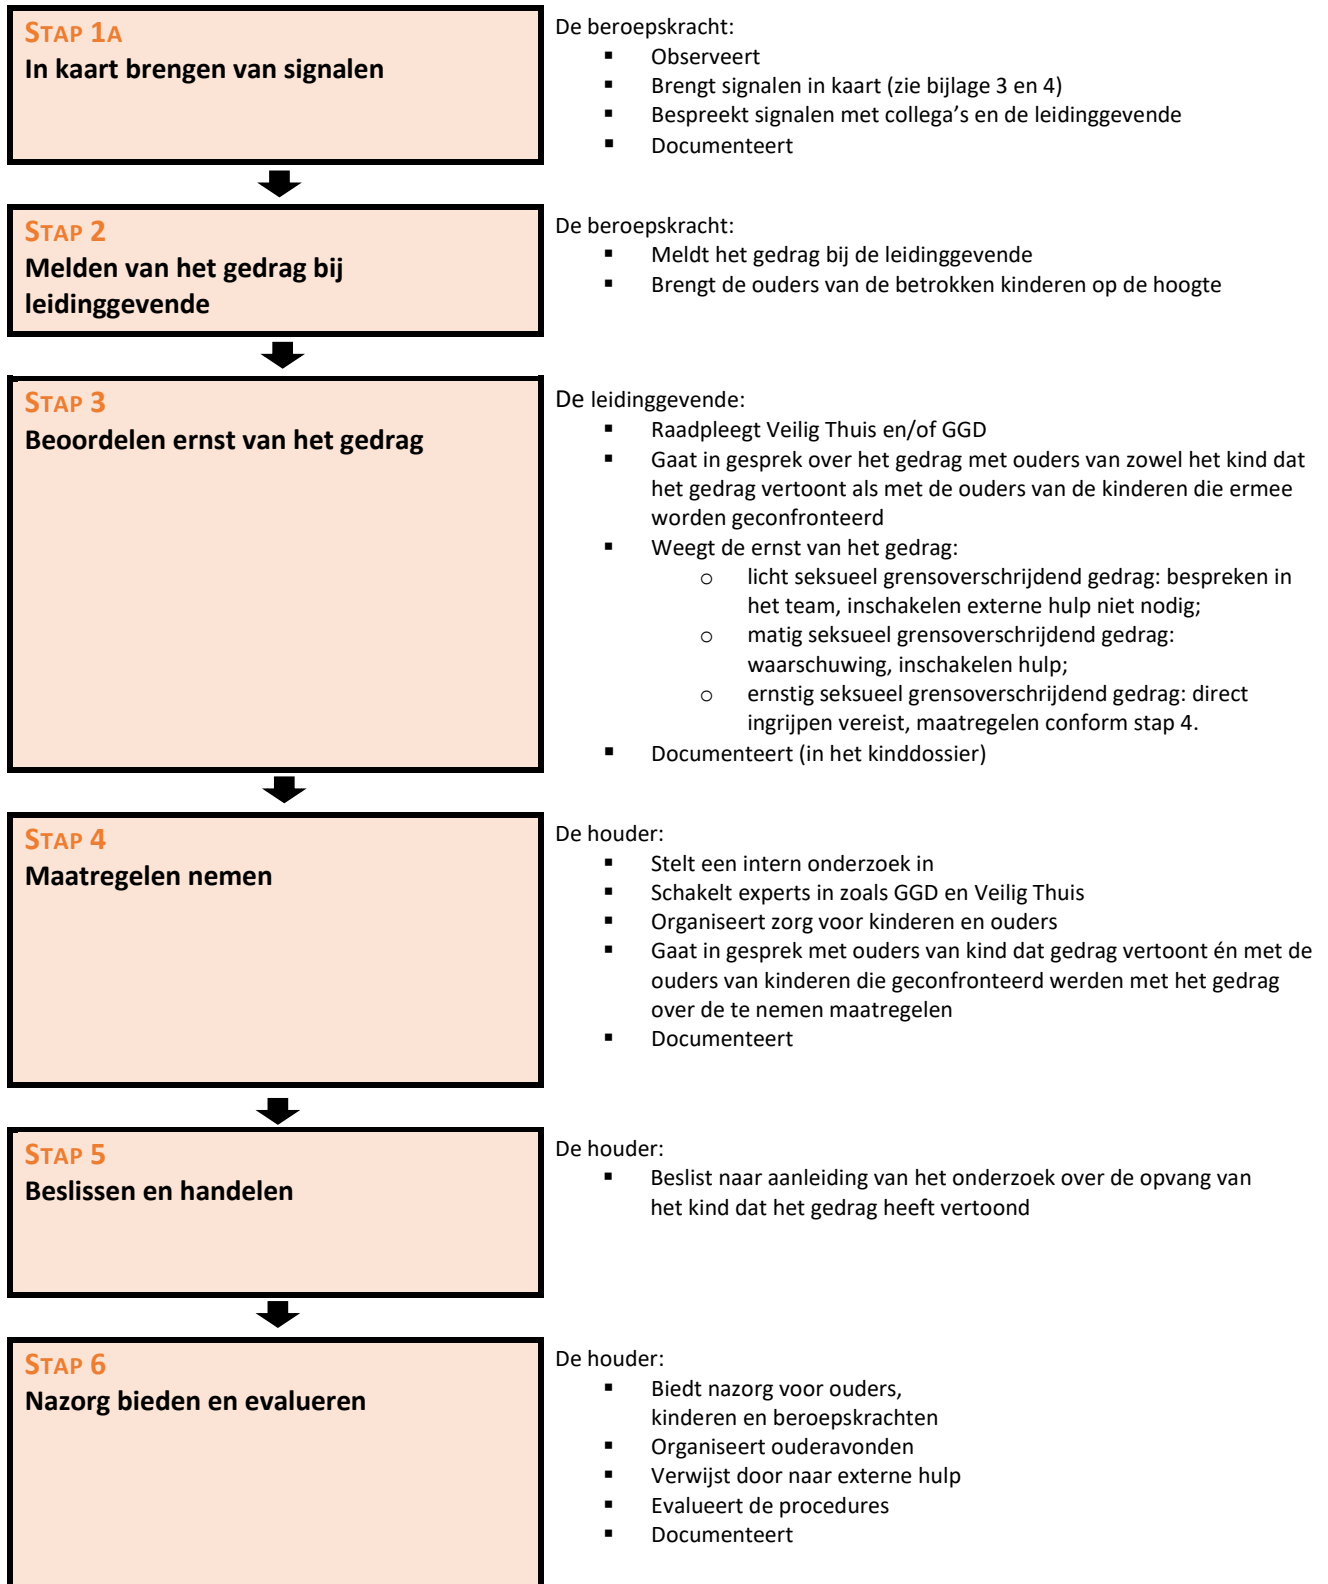 STAP 1A
In kaart brengen van signalen
De beroepskracht:
▪ Observeert
▪ Brengt signalen in kaart (zie bijlage 3 en 4)
▪ Bespreekt signalen met collega’s en de leidinggevende
▪ Documenteert
STAP 2
Melden van het gedrag bij
leidinggevende
De beroepskracht:
▪ Meldt het gedrag bij de leidinggevende
▪ Brengt de ouders van de betrokken kinderen op de hoogte
STAP 3
Beoordelen ernst van het gedrag
De leidinggevende:
▪ Raadpleegt Veilig Thuis en/of GGD
▪ Gaat in gesprek over het gedrag met ouders van zowel het kind dat
het gedrag vertoont als met de ouders van de kinderen die ermee
worden geconfronteerd
▪ Weegt de ernst van het gedrag:
o licht seksueel grensoverschrijdend gedrag: bespreken in
het team, inschakelen externe hulp niet nodig;
o matig seksueel grensoverschrijdend gedrag:
waarschuwing, inschakelen hulp;
o ernstig seksueel grensoverschrijdend gedrag: direct
ingrijpen vereist, maatregelen conform stap 4.
▪ Documenteert (in het kinddossier)
STAP 4
Maatregelen nemen
De houder:
▪ Stelt een intern onderzoek in
▪ Schakelt experts in zoals GGD en Veilig Thuis
▪ Organiseert zorg voor kinderen en ouders
▪ Gaat in gesprek met ouders van kind dat gedrag vertoont én met de
ouders van kinderen die geconfronteerd werden met het gedrag
over de te nemen maatregelen
▪ Documenteert
STAP 5
Beslissen en handelen
De houder:
▪ Beslist naar aanleiding van het onderzoek over de opvang van
het kind dat het gedrag heeft vertoond
STAP 6
Nazorg bieden en evalueren
De houder:
▪ Biedt nazorg voor ouders,
kinderen en beroepskrachten
▪ Organiseert ouderavonden
▪ Verwijst door naar externe hulp
▪ Evalueert de procedures
▪ Documenteert